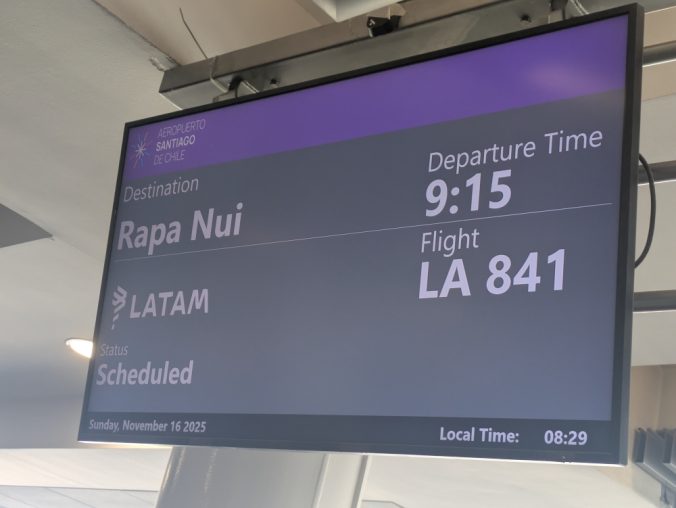 AEROPUERTO
SANTIAGO
DE CHILE
Destination
Departure Time
Rapa Nui
9:15
Flight
LATAM
LA 841
Status
Scheduled
Sunday, November 16 2025
Local Time: 08:29